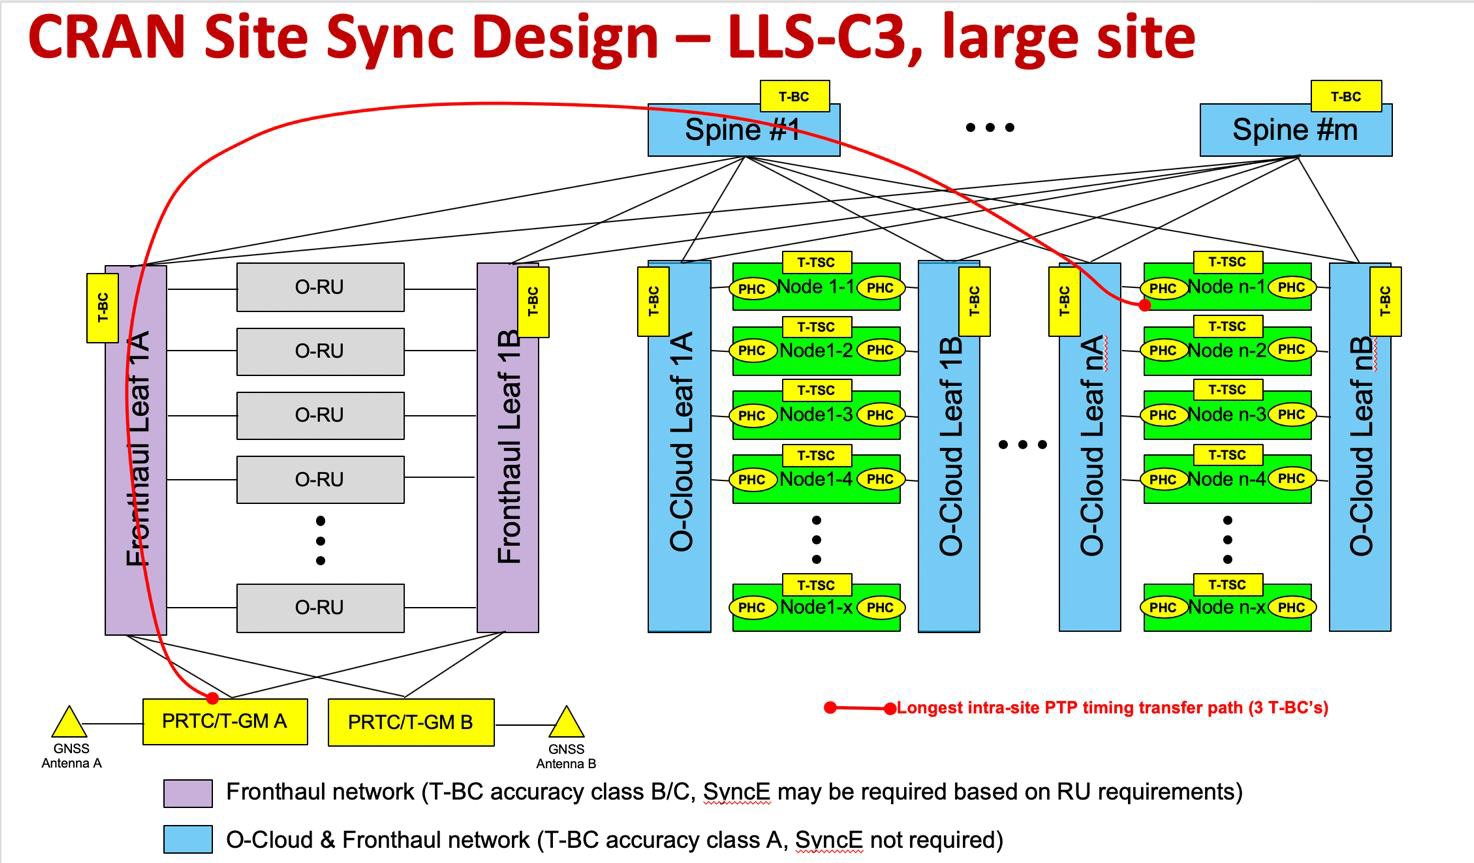 CRAN Site Sync Design – LLS-C3, large site
T-BC
Spine #1
T-BC
Spine #m
T-BC
Fronthaul Leaf 1A
O-RU
O-RU
O-RU
O-RU
O-RU
T-BC
Fronthaul Leaf 1B
T-BC
O-Cloud Leaf 1A
T-TSC
PHC Node 1-1 PHC
T-TSC
PHC Node1-2 PHC
T-TSC
PHC Node1-3 PHC
T-TSC
PHC Node1-4 PHC
T-TSC
PHC Node1-x PHC
T-BC
O-Cloud Leaf 1B
T-BC
O-Cloud Leaf nA
T-TSC
PHC Node n-1 PHC
T-TSC
PHC Node n-2 PHC
T-TSC
PHC Node n-3 PHC
T-TSC
PHC Node n-4 PHC
T-TSC
PHC Node n-x PHC
T-BC
O-Cloud Leaf nB
PRTC/T-GM A
PRTC/T-GM B
GNSS
Antenna A
GNSS
Antenna B
Longest intra-site PTP timing transfer path (3 T-BC's)
Fronthaul network (T-BC accuracy class B/C, SyncE may be required based on RU requirements)
O-Cloud & Fronthaul network (T-BC accuracy class A, SyncE not required)